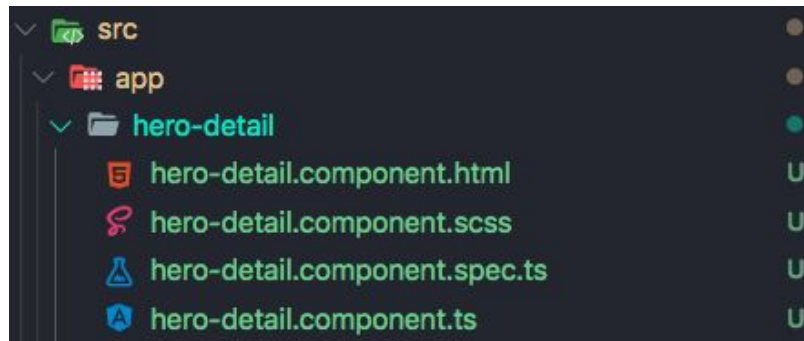 src
app
hero-detail
hero-detail.component.html U
hero-detail.component.scss U
hero-detail.component.spec.ts U
hero-detail.component.ts U